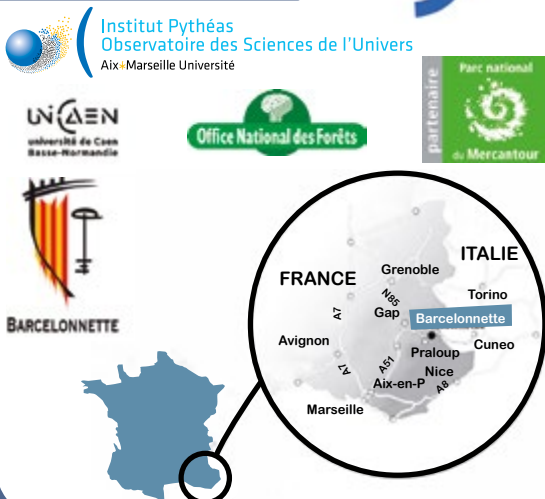 Institut Pythéas
Observatoire des Sciences de l'Univers
Aix*Marseille Université
UNICAEN
université de Caen
Basse-Normandie
Office National des Forêts
partenaire
Parc national
du Mercantour
BARCELONNETTE
ITALIE
FRANCE
Grenoble
Torino
N85
A7
Gap
Barcelonnette
Avignon
Cuneo
Praloup
A7
A51
Nice
Aix-en-P
A8
Marseille